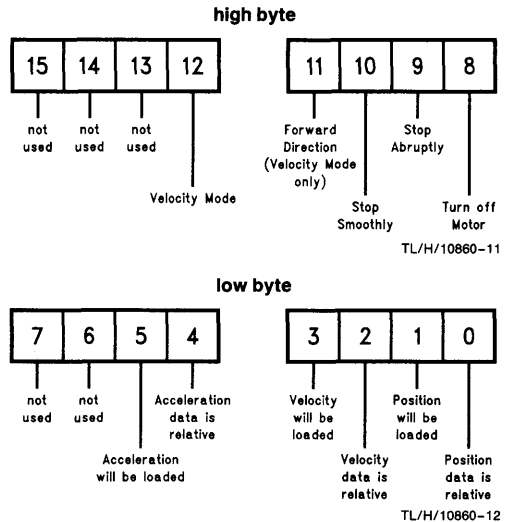 high byte
15 14 13 12 11 10 9 8
not used
not used
not used
Velocity Mode
Forward Direction (Velocity Mode only)
Stop Smoothly
Stop Abruptly
Turn off Motor
TL/H/10860-11
low byte
7 6 5 4 3 2 1 0
not used
not used
Acceleration will be loaded
Acceleration data is relative
Velocity will be loaded
Velocity data is relative
Position will be loaded
Position data is relative
TL/H/10860-12